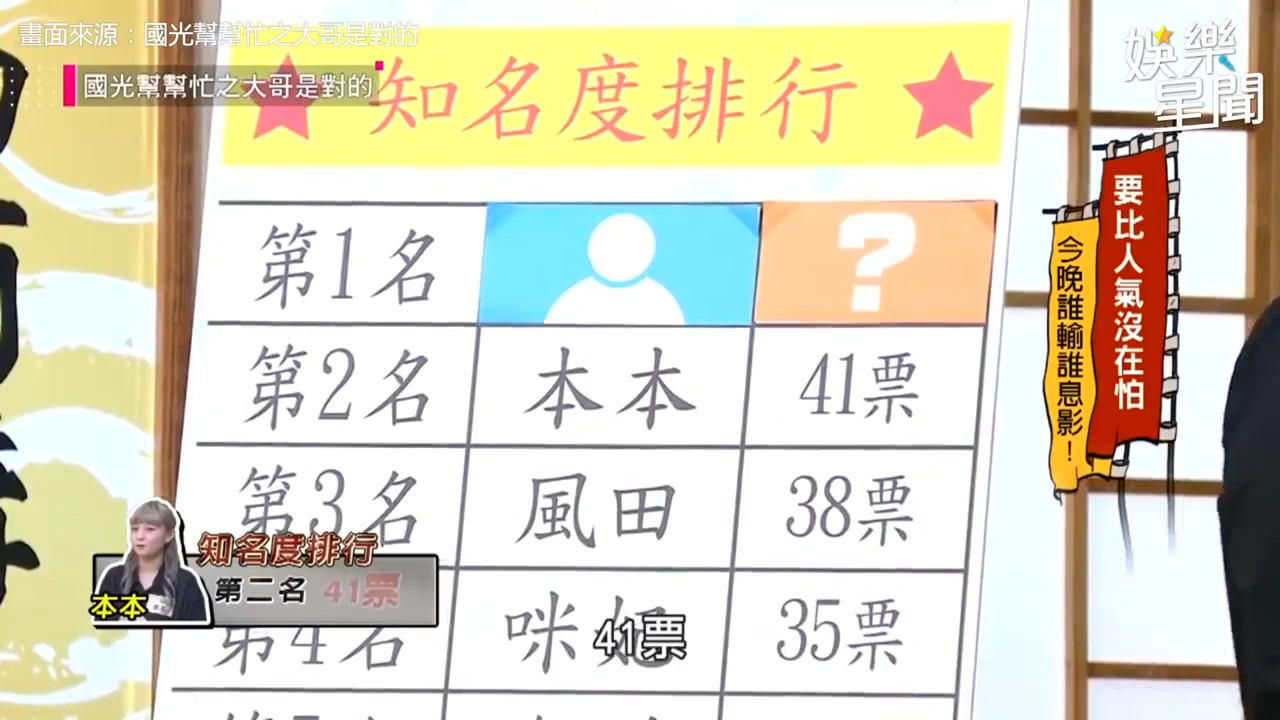 畫面來源：國光幫幫忙之大哥是對的
國光幫幫忙之大哥是對的
娛樂星聞
知名度排行
要比人氣沒在怕
今晚誰輸誰息影！
第1名 ?
第2名 本本 41票
第3名 風田 38票
第4名 咪妃 35票
知名度排行
第二名 41票
本本
41票